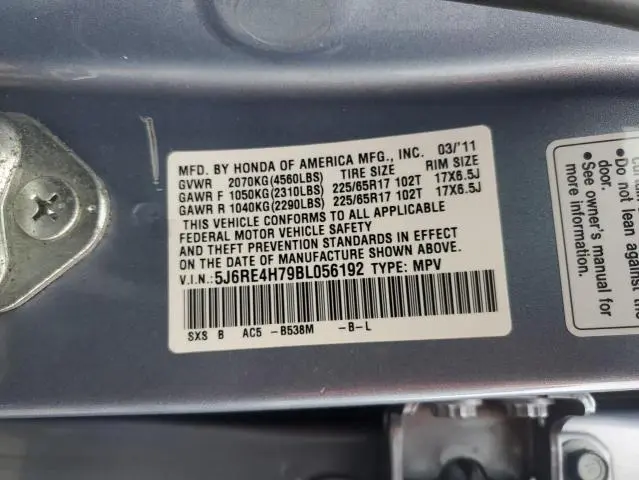 MFD. BY HONDA OF AMERICA MFG., INC. 03/'11
GVWR 2070KG(4560LBS) TIRE SIZE RIM SIZE
GAWR F 1050KG(2310LBS) 225/65R17 102T 17X6.5J
GAWR R 1040KG(2290LBS) 225/65R17 102T 17X6.5J
THIS VEHICLE CONFORMS TO ALL APPLICABLE
FEDERAL MOTOR VEHICLE SAFETY
AND THEFT PREVENTION STANDARDS IN EFFECT
ON THE DATE OF MANUFACTURE SHOWN ABOVE.
V.I.N.:5J6RE4H79BL056192 TYPE: MPV
SXS B AC5 -B538M -B-L
• Do not lean against the
door.
• See owner's manual for
more information.